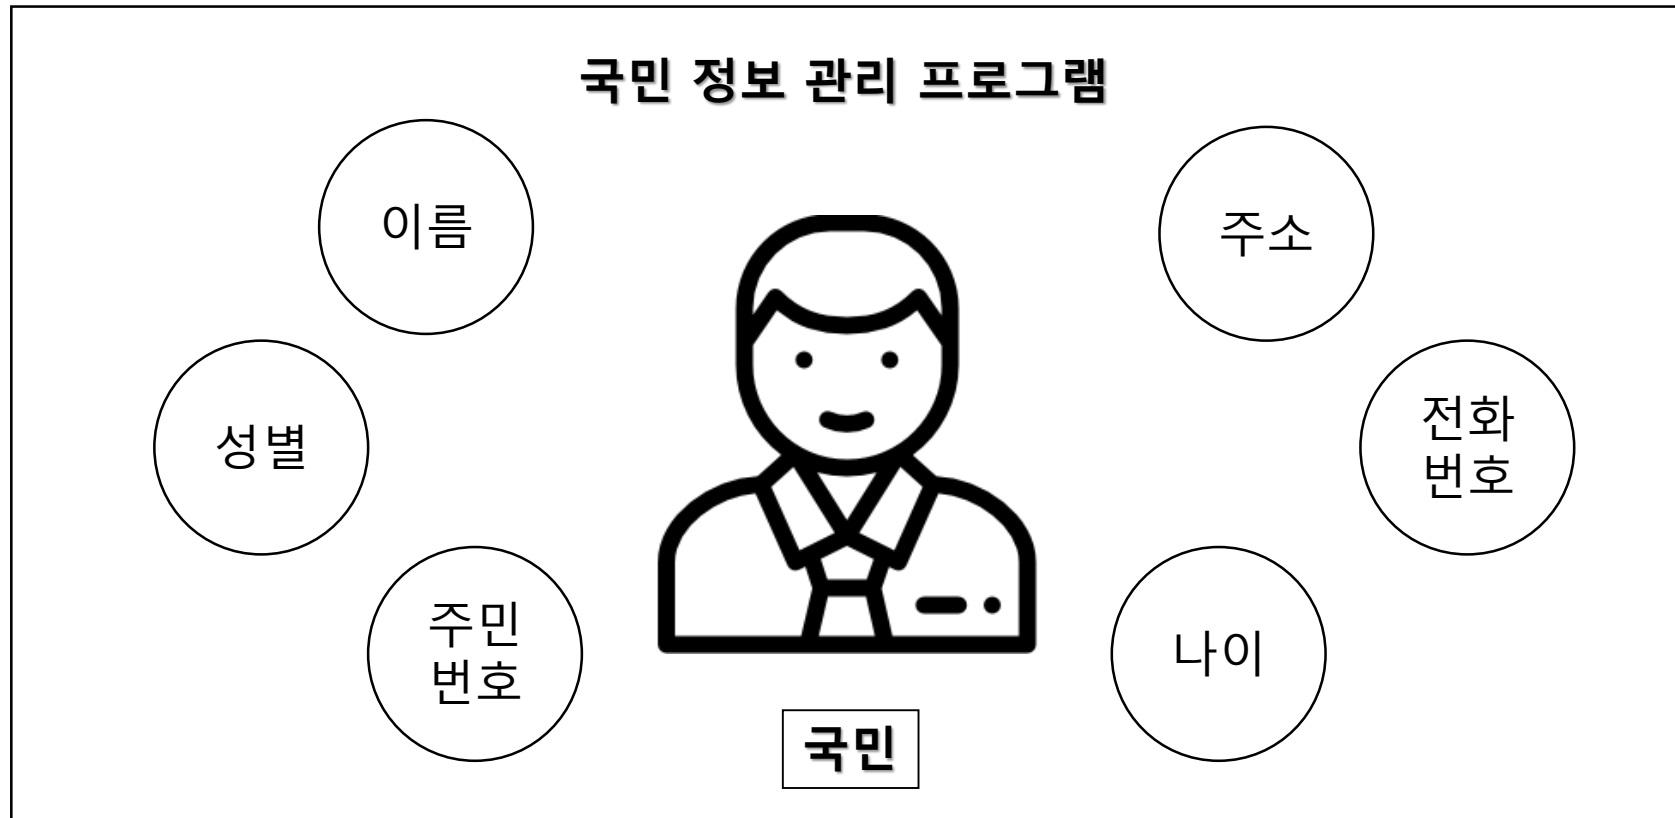 국민 정보 관리 프로그램
이름
주소
성별
전화
번호
주민
번호
나이
국민